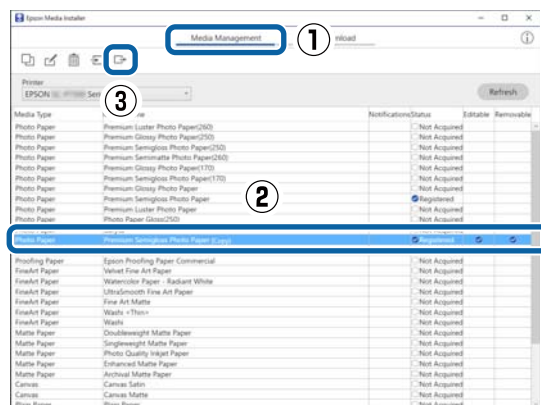 Epson Media Installer
Media Management ① nload
③
Printer
EPSON Seri
Refresh
Media Type Notifications Status Editable Removable
Photo Paper Premium Luster Photo Paper(260) Not Acquired
Photo Paper Premium Glossy Photo Paper(250) Not Acquired
Photo Paper Premium Semigloss Photo Paper(250) Not Acquired
Photo Paper Premium Semimatte Photo Paper(260) Not Acquired
Photo Paper Premium Glossy Photo Paper(170) Not Acquired
Photo Paper Premium Semigloss Photo Paper(170) Not Acquired
Photo Paper Premium Glossy Photo Paper Not Acquired
Photo Paper Premium Semigloss Photo Paper Registered
Photo Paper Premium Luster Photo Paper Not Acquired
Photo Paper Photo Paper Gloss(250) Not Acquired
②
Photo Paper Premium Semigloss Photo Paper (Copy) Registered
Proofing Paper Epson Proofing Paper Commercial Not Acquired
FineArt Paper Velvet Fine Art Paper Not Acquired
FineArt Paper Watercolor Paper - Radiant White Not Acquired
FineArt Paper UltraSmooth Fine Art Paper Not Acquired
FineArt Paper Fine Art Matte Not Acquired
FineArt Paper Washi <Thin> Not Acquired
FineArt Paper Washi Not Acquired
Matte Paper Doubleweight Matte Paper Not Acquired
Matte Paper Singleweight Matte Paper Not Acquired
Matte Paper Photo Quality Inkjet Paper Not Acquired
Matte Paper Enhanced Matte Paper Not Acquired
Matte Paper Archival Matte Paper Not Acquired
Canvas Canvas Satin Not Acquired
Canvas Canvas Matte Not Acquired
Plain Paper Plain Paper Not Acquired